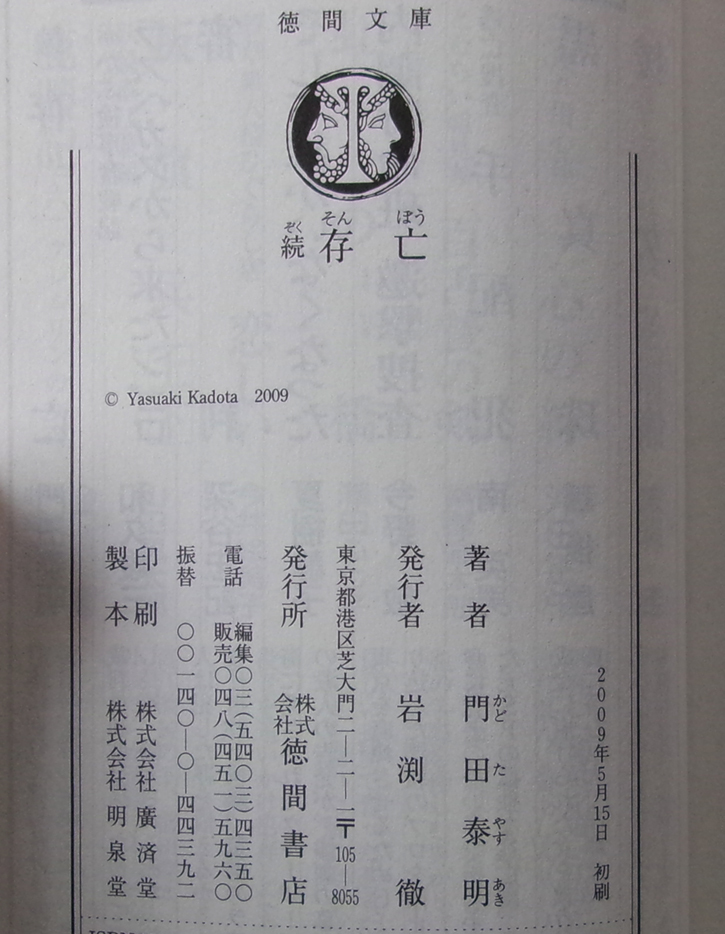 徳間文庫
続存亡
ぞくそんぼう
© Yasuaki Kadota 2009
2009年5月15日 初刷
著者 門田泰明
かどたやすあき
発行者 岩渕徹
東京都港区芝大門二―二―一〒105―8055
発行所 株式会社徳間書店
電話 編集〇三(五四〇三)四三五〇
販売〇四八(四五一)五九六〇
振替 〇〇一四〇―〇―四四三九二
印刷 株式会社廣済堂
製本 株式会社明泉堂